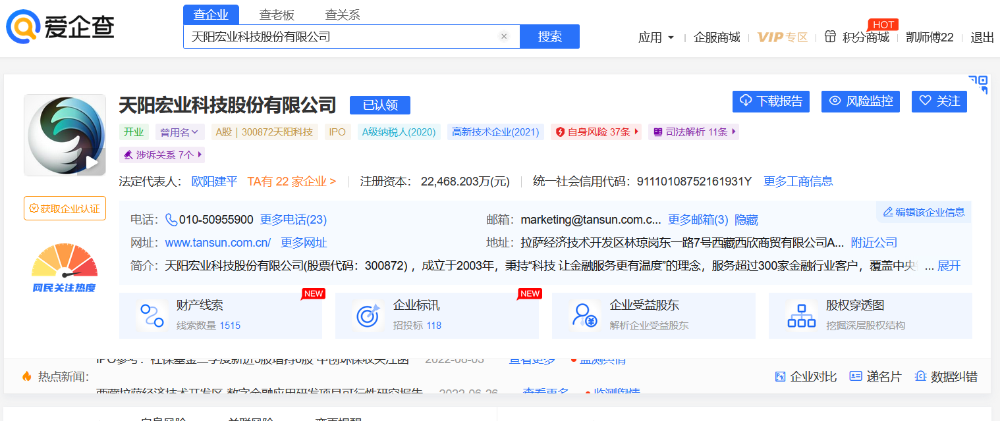 爱企查
查企业 查老板 查关系
天阳宏业科技股份有限公司 × 搜索
应用 企服商城 VIP专区 积分商城 HOT 凯师傅22 退出
天阳宏业科技股份有限公司 已认领
下载报告 风险监控 关注
开业 曾用名 A股 | 300872天阳科技 IPO A级纳税人(2020) 高新技术企业(2021) 自身风险 37条 司法解析 11条
涉诉关系 7个
法定代表人： 欧阳建平 TA有 22 家企业 > 注册资本： 22,468.203万(元) 统一社会信用代码： 91110108752161931Y 更多工商信息
获取企业认证
编辑该企业信息
电话： 010-50955900 更多电话(23) 邮箱： marketing@tansun.com.c... 更多邮箱(3) 隐藏
网址： www.tansun.com.cn/ 更多网址 地址： 拉萨经济技术开发区林琼岗东一路7号西藏西欣商贸有限公司A... 附近公司
简介： 天阳宏业科技股份有限公司(股票代码：300872) ，成立于2003年，秉持“科技 让金融服务更有温度”的理念，服务超过300家金融行业客户，覆盖中央 ... 展开
网民关注热度
财产线索 NEW
线索数量 1515
企业标讯 NEW
招投标 118
企业受益股东
解析企业受益股东
股权穿透图
挖掘深层股权结构
热点新闻：
IPO参考：社保基金二季度新进5股增持6股 中创环保收关注函 2022-08-05 查看更多 监测舆情
西藏拉萨经济技术开发区 数字金融应用研发项目可行性研究报告 2022-06-26 查看更多 监测舆情
企业对比 递名片 数据纠错
自身风险 关联风险 变更提醒